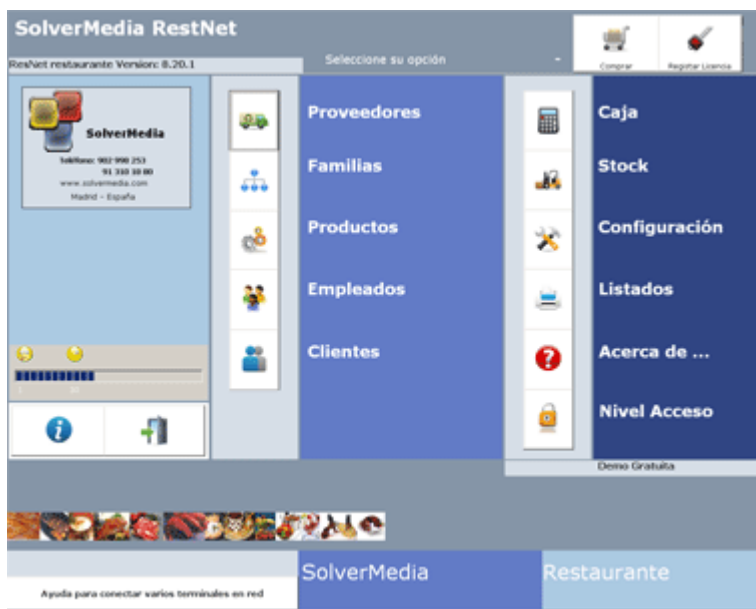 SolverMedia RestNet
ResNet restaurante Version: 8.20.1
Seleccione su opción
Comprar
Registrar Licencia
SolverMedia
Teléfono: 902 998 253
91 310 10 80
www.solvermedia.com
Madrid - España
Proveedores
Familias
Productos
Empleados
Clientes
Caja
Stock
Configuración
Listados
Acerca de ...
Nivel Acceso
Demo Gratuita
SolverMedia
Restaurante
Ayuda para conectar varios terminales en red